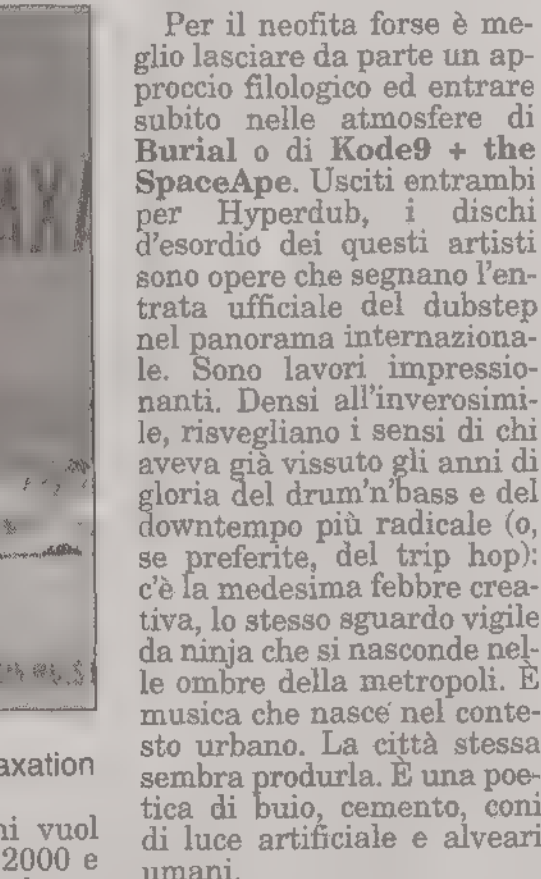 AX
axation
ni vuol
2000 e
Per il neofita forse è me-
glio lasciare da parte un ap-
proccio filologico ed entrare
subito nelle atmosfere di
Burial o di Kode9 + the
SpaceApe. Usciti entrambi
per Hyperdub, i dischi
d'esordio dei questi artisti
sono opere che segnano l'en-
trata ufficiale del dubstep
nel panorama internaziona-
le. Sono lavori impressio-
nanti. Densi all'inverosimi-
le, risvegliano i sensi di chi
aveva già vissuto gli anni di
gloria del drum'n'bass e del
downtempo più radicale (o,
se preferite, del trip hop):
c'è la medesima febbre crea-
tiva, lo stesso sguardo vigile
da ninja che si nasconde nel-
le ombre della metropoli. È
musica che nasce nel conte-
sto urbano. La città stessa
sembra produrla. È una poe-
tica di buio, cemento, coni
di luce artificiale e alveari
umani.